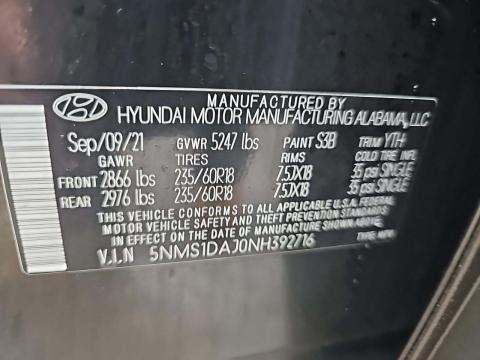 MANUFACTURED BY
HYUNDAI MOTOR MANUFACTURING ALABAMA, LLC
Sep/09/21 GVWR 5247 lbs PAINT S3B TRIM YTH
GAWR TIRES RIMS COLD TIRE INFL
FRONT 2866 lbs 235/60R18 7.5JX18 35 psi SINGLE
REAR 2976 lbs 235/60R18 7.5JX18 35 psi SINGLE
THIS VEHICLE CONFORMS TO ALL APPLICABLE U.S. FEDERAL
MOTOR VEHICLE SAFETY AND THEFT PREVENTION STANDARDS
IN EFFECT ON THE DATE OF MANUFACTURE SHOWN ABOVE.
V.I.N 5NMS1DAJ0NH392716